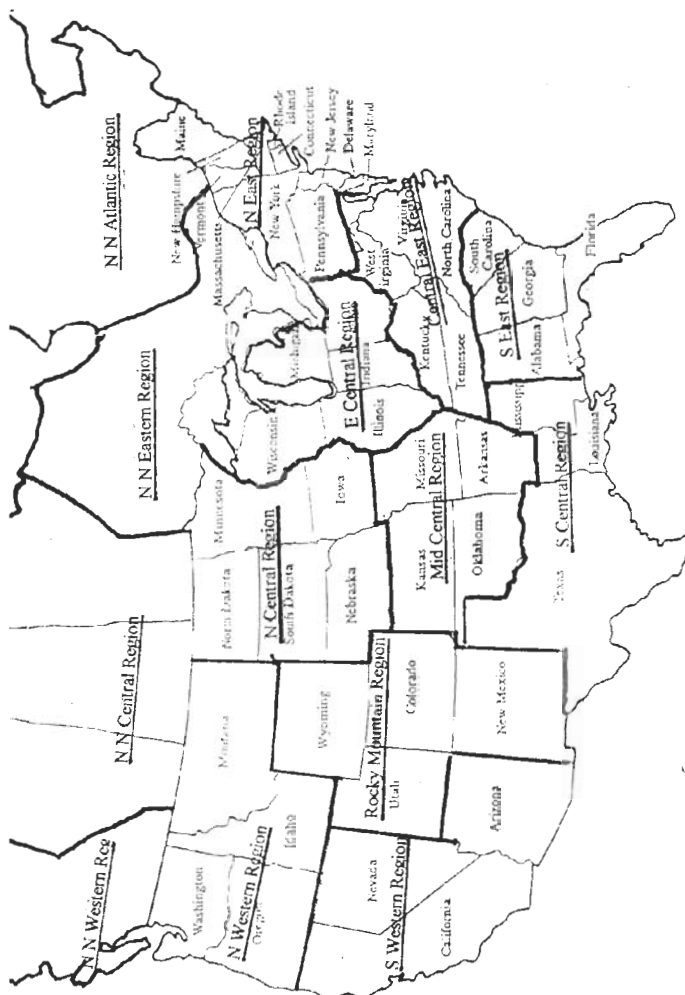 N N Western Reg
N N Central Region
N N Eastern Region
N N Atlantic Region
Washington
Oregon
N Western Region
Idaho
Montana
North Dakota
N Central Region
South Dakota
Minnesota
Wisconsin
Michigan
New Hampshire
Vermont
Massachusetts
Maine
N East Region
New York
Rhode
Island
Connecticut
New Jersey
Delaware
Maryland
Pennsylvania
Wyoming
Nebraska
Iowa
E Central Region
Illinois
Indiana
West
Virginia
Virginia
Central East Region
Nevada
S Western Region
California
Rocky Mountain Region
Utah
Colorado
Kansas
Mid Central Region
Missouri
Kentucky
Tennessee
North Carolina
South
Carolina
Arizona
New Mexico
Oklahoma
Arkansas
S East Region
Mississippi
Alabama
Georgia
Texas
S Central Region
Louisiana
Florida